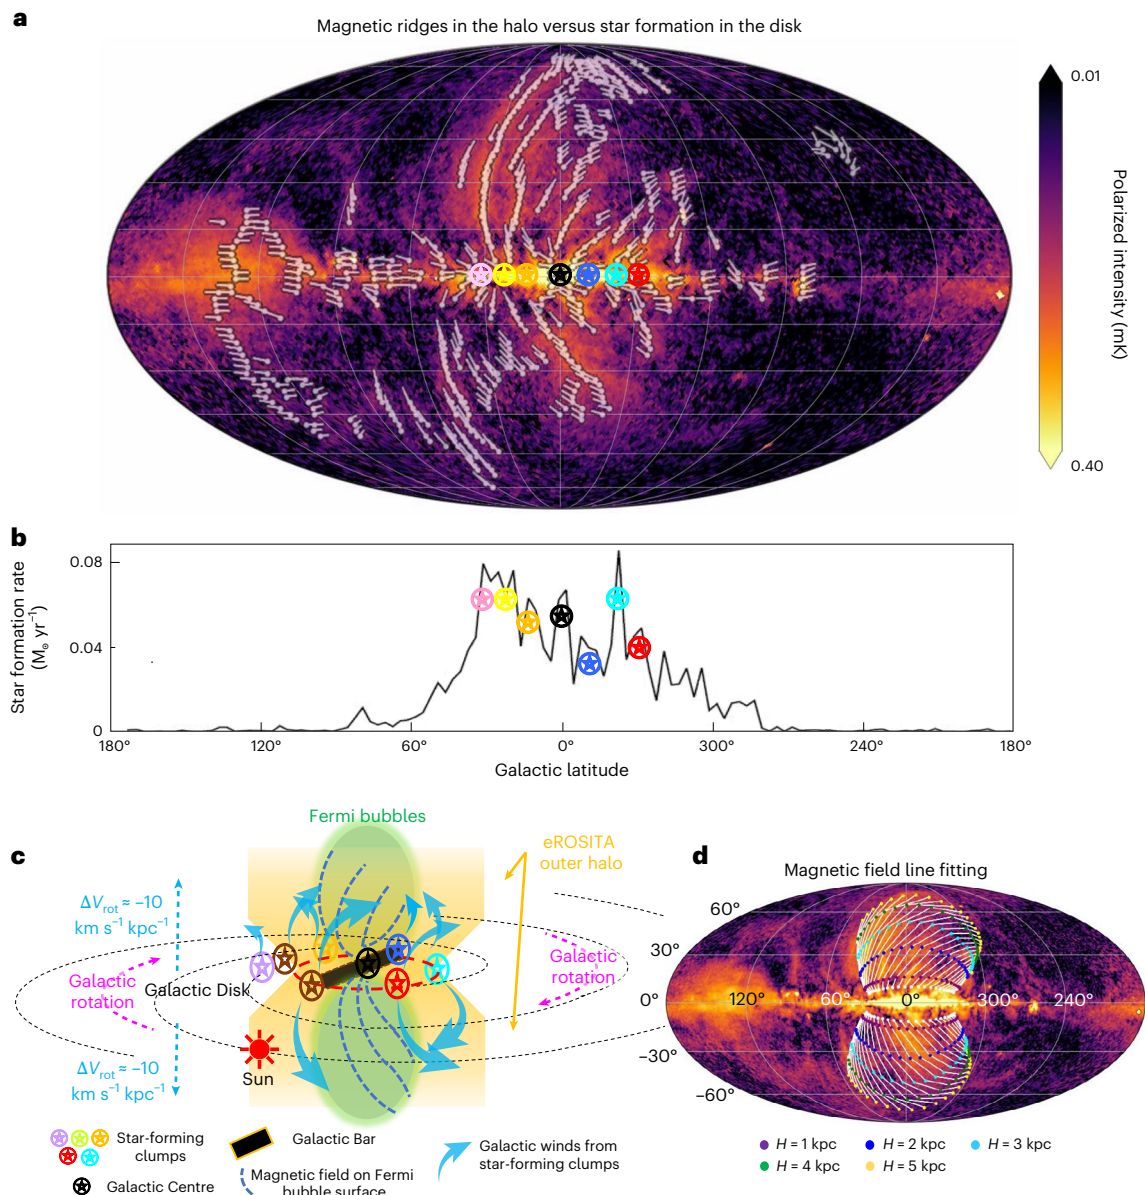 a
Magnetic ridges in the halo versus star formation in the disk
0.01
Polarized intensity (mK)
0.40
b
Star formation rate
(M⊙ yr⁻¹)
0.08
0.04
0
180°
120°
60°
0°
300°
240°
180°
Galactic latitude
c
Fermi bubbles
eROSITA
outer halo
ΔVrot ≈ −10
km s⁻¹ kpc⁻¹
Galactic
rotation
Galactic Disk
Galactic
rotation
ΔVrot ≈ −10
km s⁻¹ kpc⁻¹
Sun
Star-forming
clumps
Galactic Centre
Galactic Bar
Magnetic field on Fermi
bubble surface
Galactic winds from
star-forming clumps
d
Magnetic field line fitting
60°
30°
0°
−30°
−60°
120°
60°
0°
300°
240°
H = 1 kpc
H = 2 kpc
H = 3 kpc
H = 4 kpc
H = 5 kpc